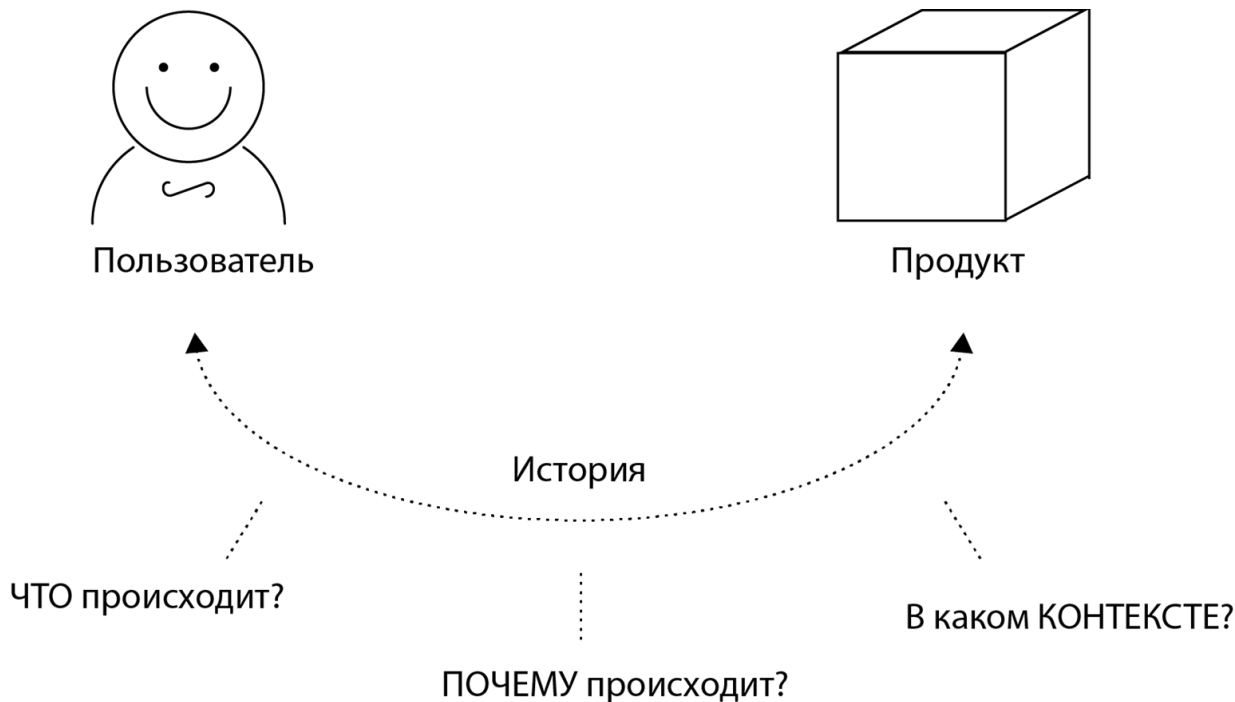 Пользователь
Продукт
История
ЧТО происходит?
ПОЧЕМУ происходит?
В каком КОНТЕКСТЕ?